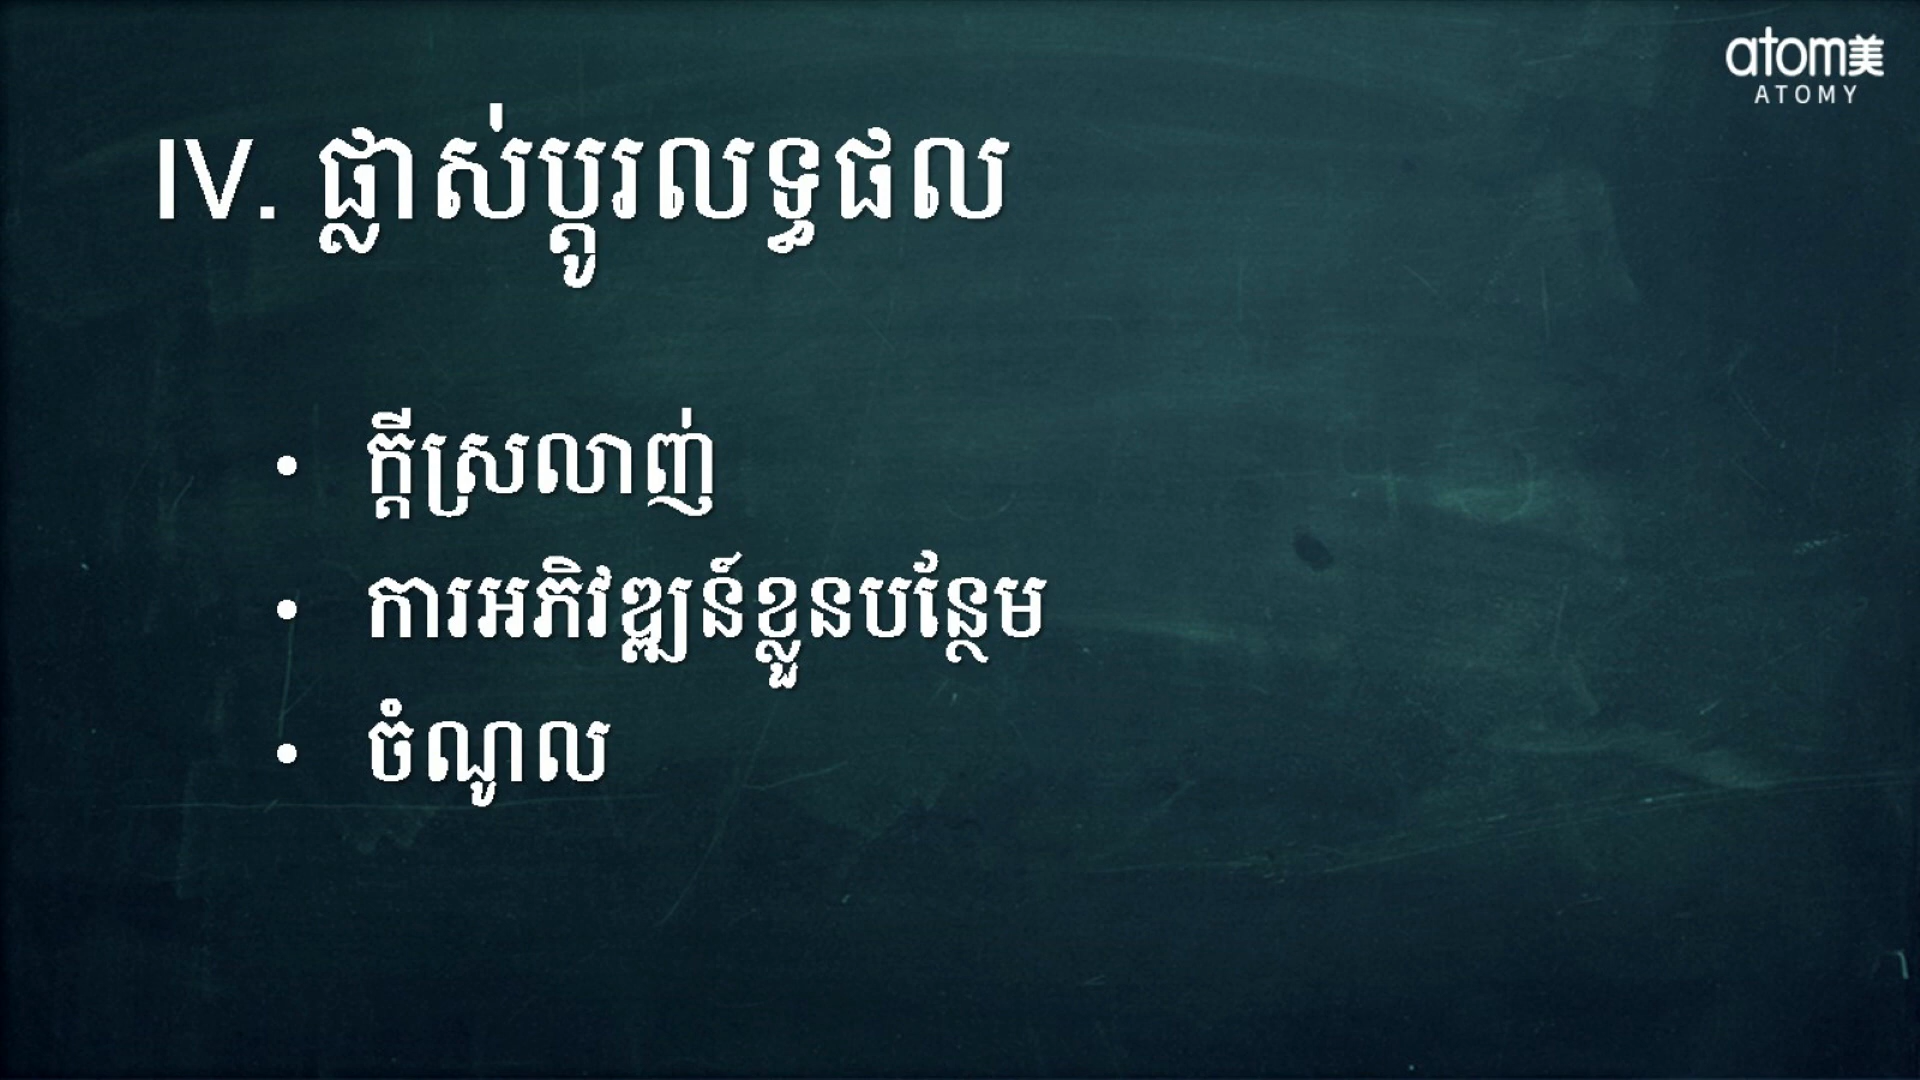 atom美
ATOMY
IV. ផ្លាស់ប្តូរលទ្ធផល
• ក្តីស្រលាញ់
• ការអភិវឌ្ឍន៍ខ្លួនបន្ថែម
• ចំណូល